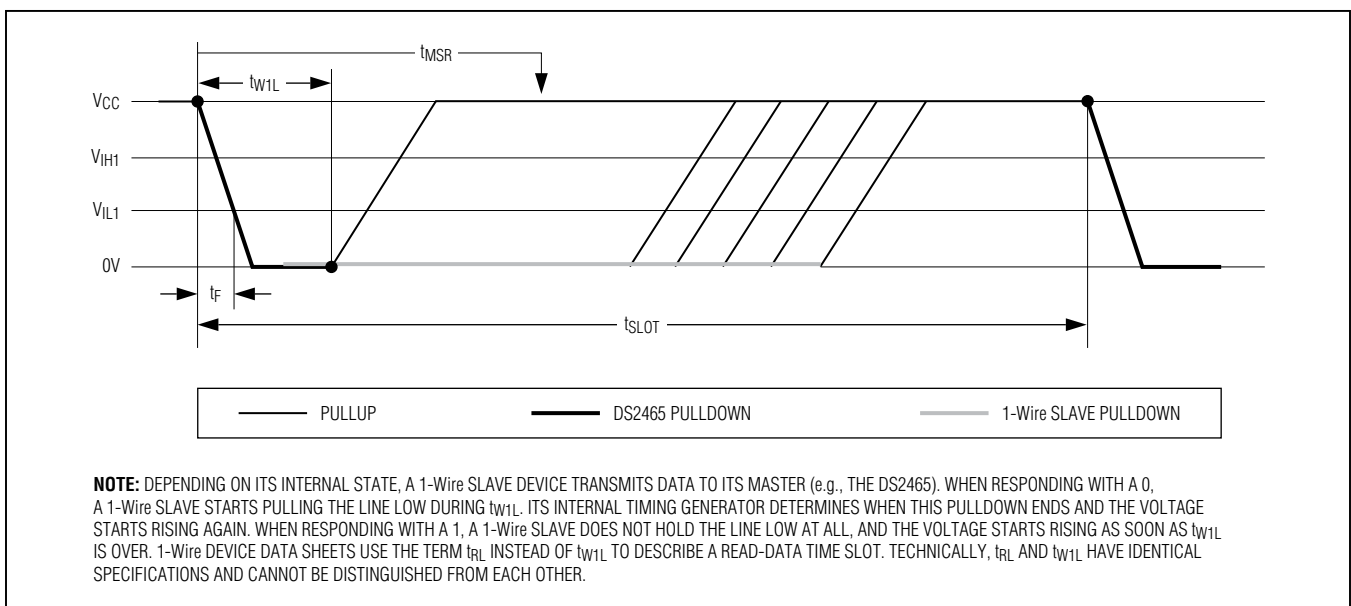 tMSR
tW1L
VCC
VIH1
VIL1
0V
tF
tSLOT
PULLUP DS2465 PULLDOWN 1-Wire SLAVE PULLDOWN
NOTE: DEPENDING ON ITS INTERNAL STATE, A 1-Wire SLAVE DEVICE TRANSMITS DATA TO ITS MASTER (e.g., THE DS2465). WHEN RESPONDING WITH A 0,
A 1-Wire SLAVE STARTS PULLING THE LINE LOW DURING tW1L. ITS INTERNAL TIMING GENERATOR DETERMINES WHEN THIS PULLDOWN ENDS AND THE VOLTAGE
STARTS RISING AGAIN. WHEN RESPONDING WITH A 1, A 1-Wire SLAVE DOES NOT HOLD THE LINE LOW AT ALL, AND THE VOLTAGE STARTS RISING AS SOON AS tW1L
IS OVER. 1-Wire DEVICE DATA SHEETS USE THE TERM tRL INSTEAD OF tW1L TO DESCRIBE A READ-DATA TIME SLOT. TECHNICALLY, tRL AND tW1L HAVE IDENTICAL
SPECIFICATIONS AND CANNOT BE DISTINGUISHED FROM EACH OTHER.